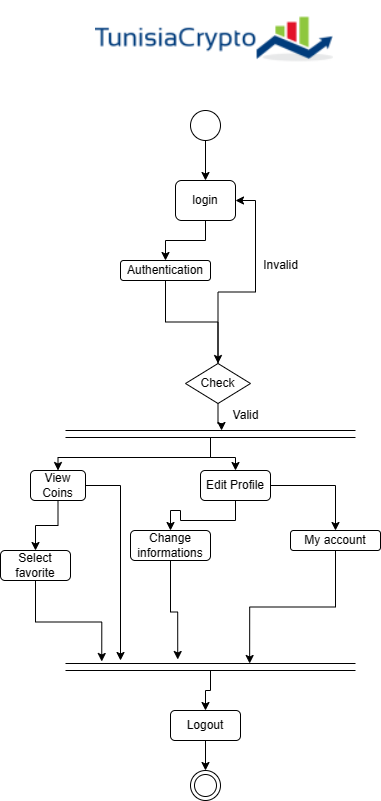 TunisiaCrypto
login
Authentication
Invalid
Check
Valid
View
Coins
Edit Profile
Change
informations
My account
Select
favorite
Logout